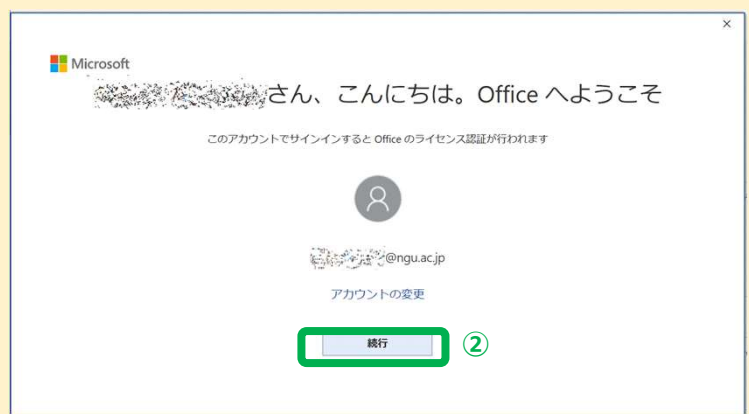 ×
Microsoft
さん、こんにちは。Office へようこそ
このアカウントでサインインすると Office のライセンス認証が行われます
@ngu.ac.jp
アカウントの変更
続行 ②